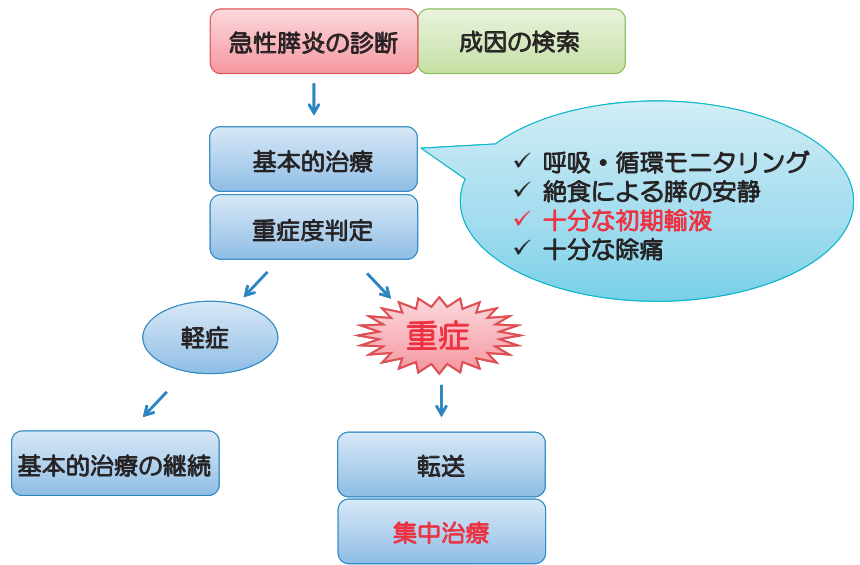 急性膵炎の診断
成因の検索
基本的治療
重症度判定
呼吸・循環モニタリング
絶食による膵の安静
十分な初期輸液
十分な除痛
軽症
重症
基本的治療の継続
転送
集中治療